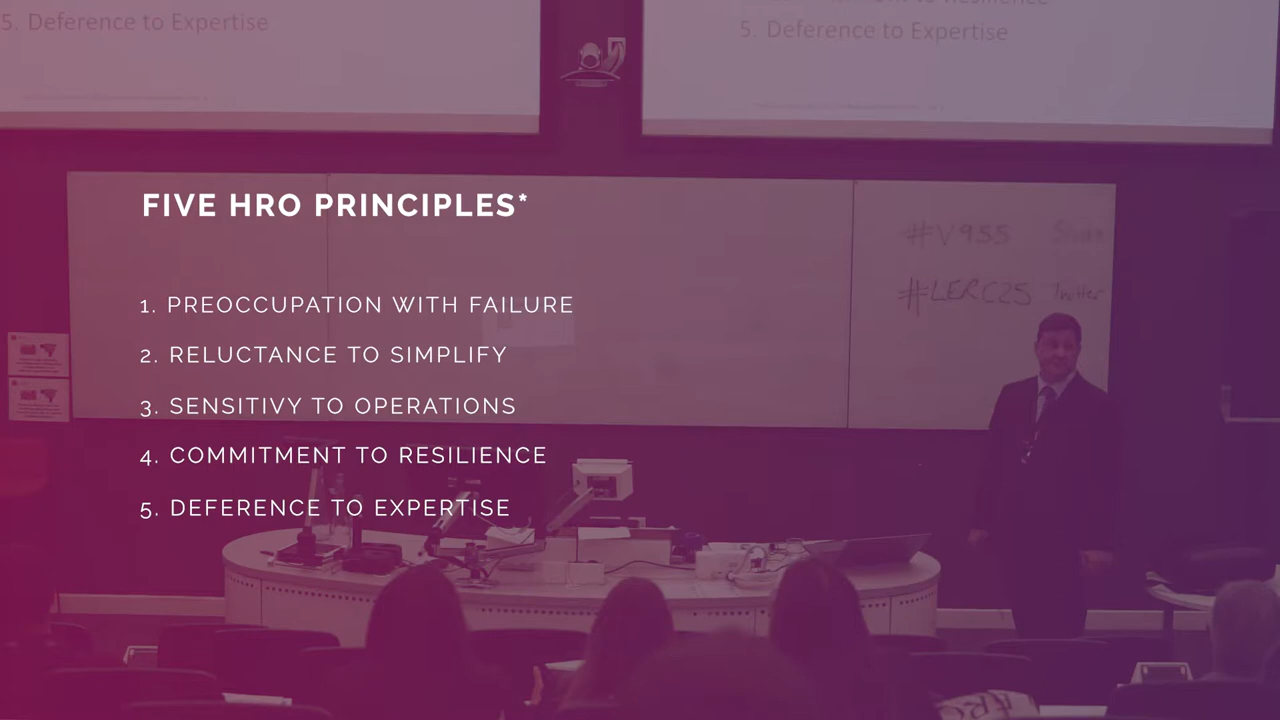 5. Deference to Expertise
5. Deference to Expertise
FIVE HRO PRINCIPLES*
1. PREOCCUPATION WITH FAILURE
2. RELUCTANCE TO SIMPLIFY
3. SENSITIVY TO OPERATIONS
4. COMMITMENT TO RESILIENCE
5. DEFERENCE TO EXPERTISE
#V955
#LERC25 Twitter